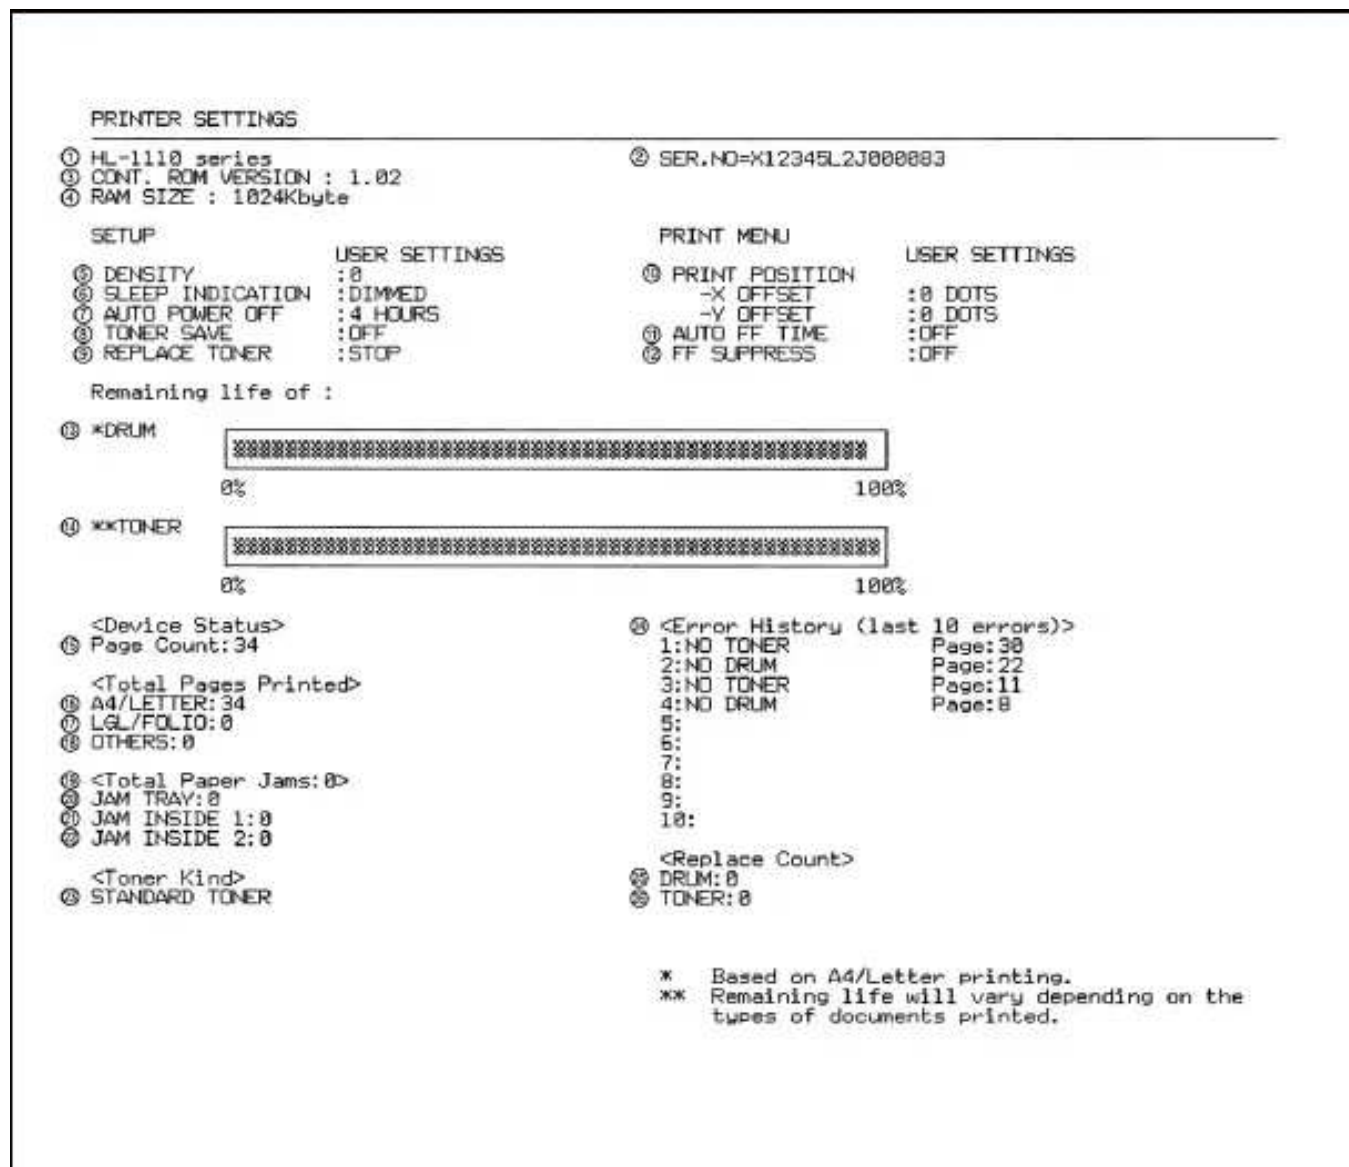 PRINTER SETTINGS
① HL-1110 series
② SER.NO=X12345L2J000083
③ CONT. ROM VERSION : 1.02
④ RAM SIZE : 1024Kbyte
SETUP
USER SETTINGS
⑤ DENSITY :0
⑥ SLEEP INDICATION :DIMMED
⑦ AUTO POWER OFF :4 HOURS
⑧ TONER SAVE :OFF
⑨ REPLACE TONER :STOP
PRINT MENU
USER SETTINGS
⑩ PRINT POSITION
-X OFFSET :0 DOTS
-Y OFFSET :0 DOTS
⑪ AUTO FF TIME :OFF
⑫ FF SUPPRESS :OFF
Remaining life of :
⑬ *DRUM
0% 100%
⑭ **TONER
0% 100%
<Device Status>
⑮ Page Count:34
<Total Pages Printed>
⑯ A4/LETTER:34
⑰ LGL/FOLIO:0
⑱ OTHERS:0
⑲ <Total Paper Jams:0>
⑳ JAM TRAY:0
㉑ JAM INSIDE 1:0
㉒ JAM INSIDE 2:0
<Toner Kind>
㉓ STANDARD TONER
㉔ <Error History (last 10 errors)>
1:NO TONER Page:30
2:NO DRUM Page:22
3:NO TONER Page:11
4:NO DRUM Page:8
5:
6:
7:
8:
9:
10:
<Replace Count>
㉕ DRUM:0
㉖ TONER:0
* Based on A4/Letter printing.
** Remaining life will vary depending on the
types of documents printed.